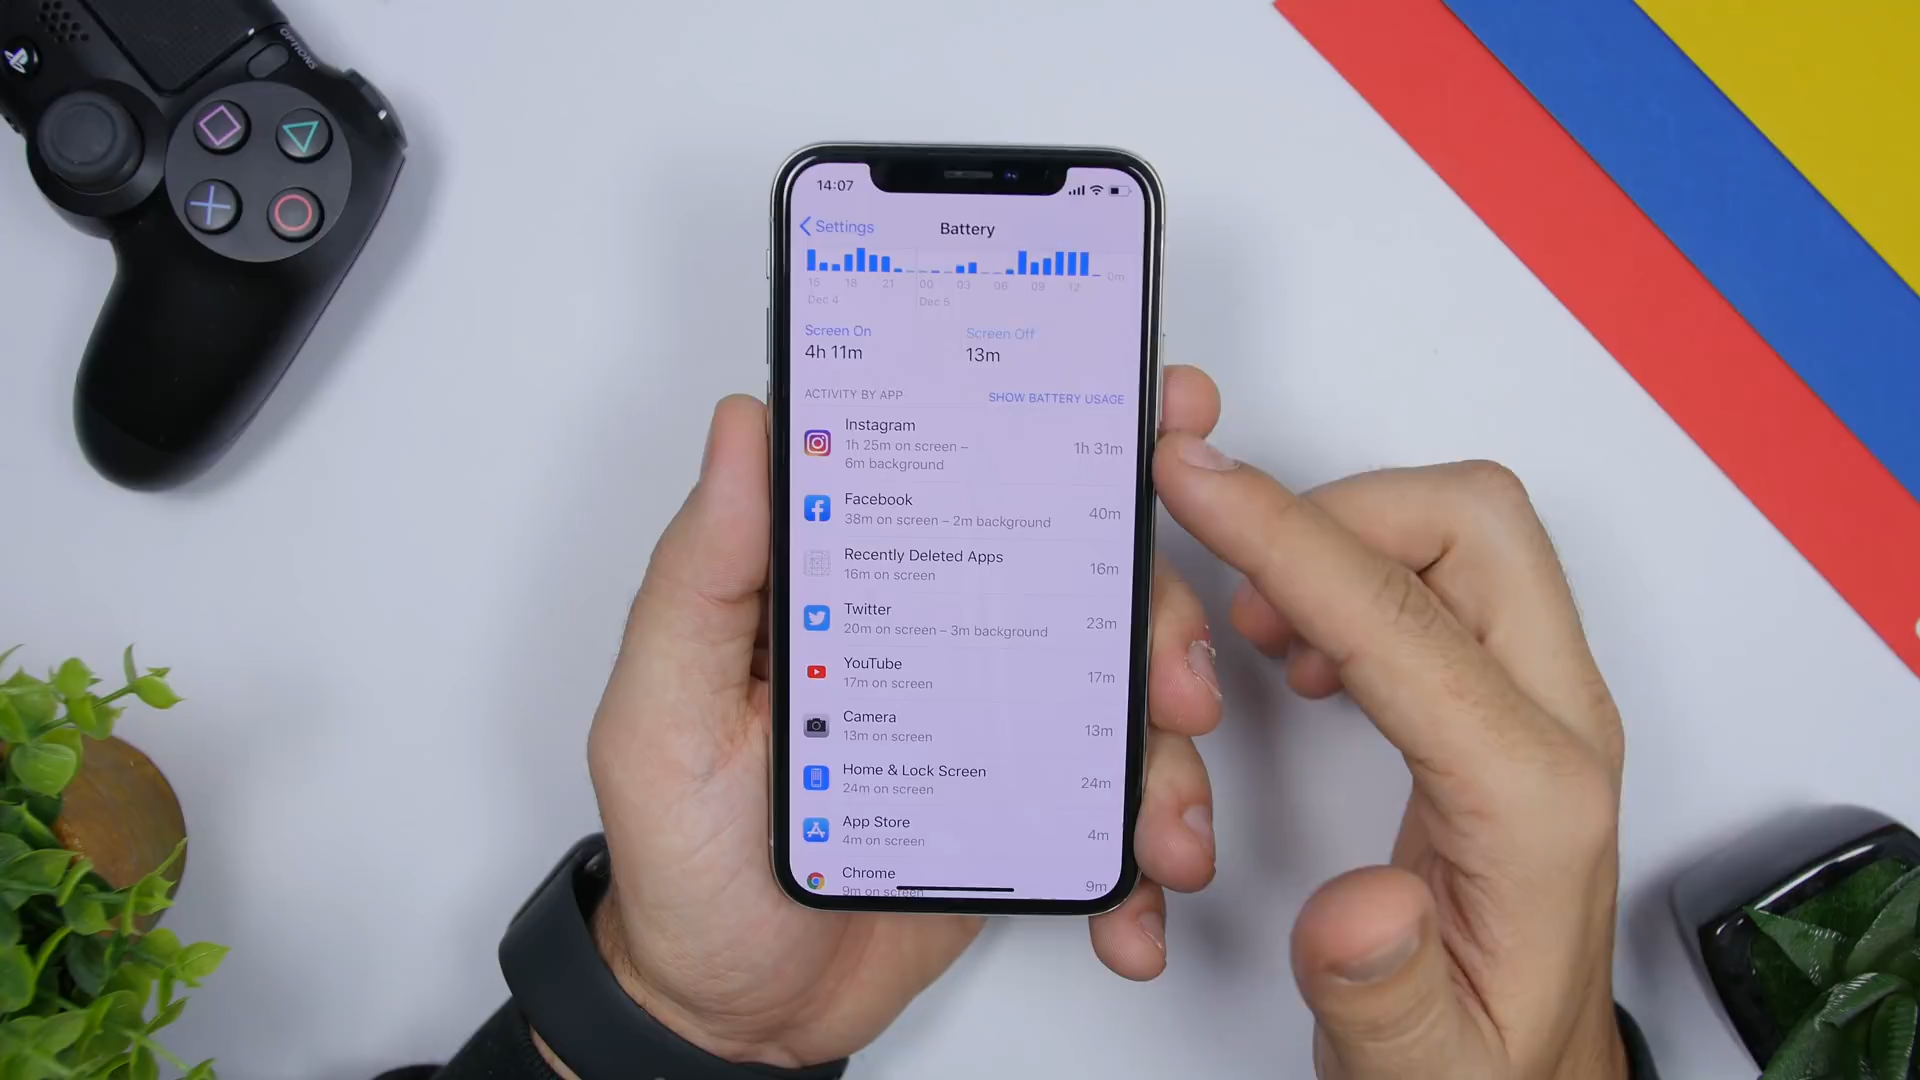 OPTIONS
14:07
Settings
Battery
0m
15 18 21 00 03 06 09 12
Dec 4 Dec 5
Screen On Screen Off
4h 11m 13m
ACTIVITY BY APP SHOW BATTERY USAGE
Instagram
1h 25m on screen –
6m background
1h 31m
Facebook
38m on screen – 2m background
40m
Recently Deleted Apps
16m on screen
16m
Twitter
20m on screen – 3m background
23m
YouTube
17m on screen
17m
Camera
13m on screen
13m
Home & Lock Screen
24m on screen
24m
App Store
4m on screen
4m
Chrome
9m on screen
9m